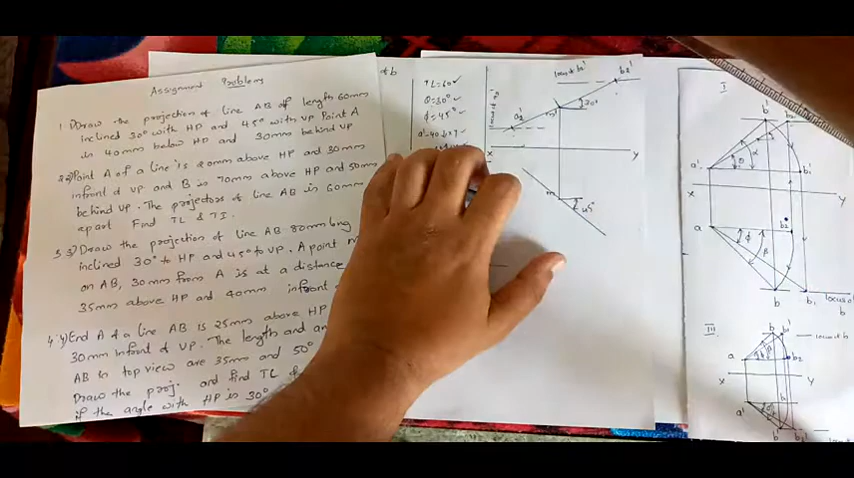 Assignment Problems
1. Draw the projection of line AB of length 60mm
inclined 30° with HP and 45° with VP Point A
is 40mm below HP and 30mm behind VP
2. Point A of a line is 20mm above HP and 30mm
infront of VP and B is 70mm above HP and 50mm
behind VP. The projectors of line AB is 60mm
apart Find TL & TI.
3. Draw the projection of line AB 80mm long
inclined 30° to HP and 45° to VP. A point M
on AB, 30mm from A is at a distance
35mm above HP and 40mm infront
4. End A of a line AB is 25mm above HP
30mm infront of VP. The length and an
AB in top view are 35mm and 50°
Draw the proj. and find TL &
if the angle with HP is 30°
TL=60 ✓
θ=30° ✓
φ=45° ✓
a2'
b2'
m'
30°
x
y
m
45°
I
b'
b2
a'
θ
α
b1'
x
y
a
φ
β
b2
b
b1
locus of
b
III
b'
a
b2
x
y
a'
b
b'